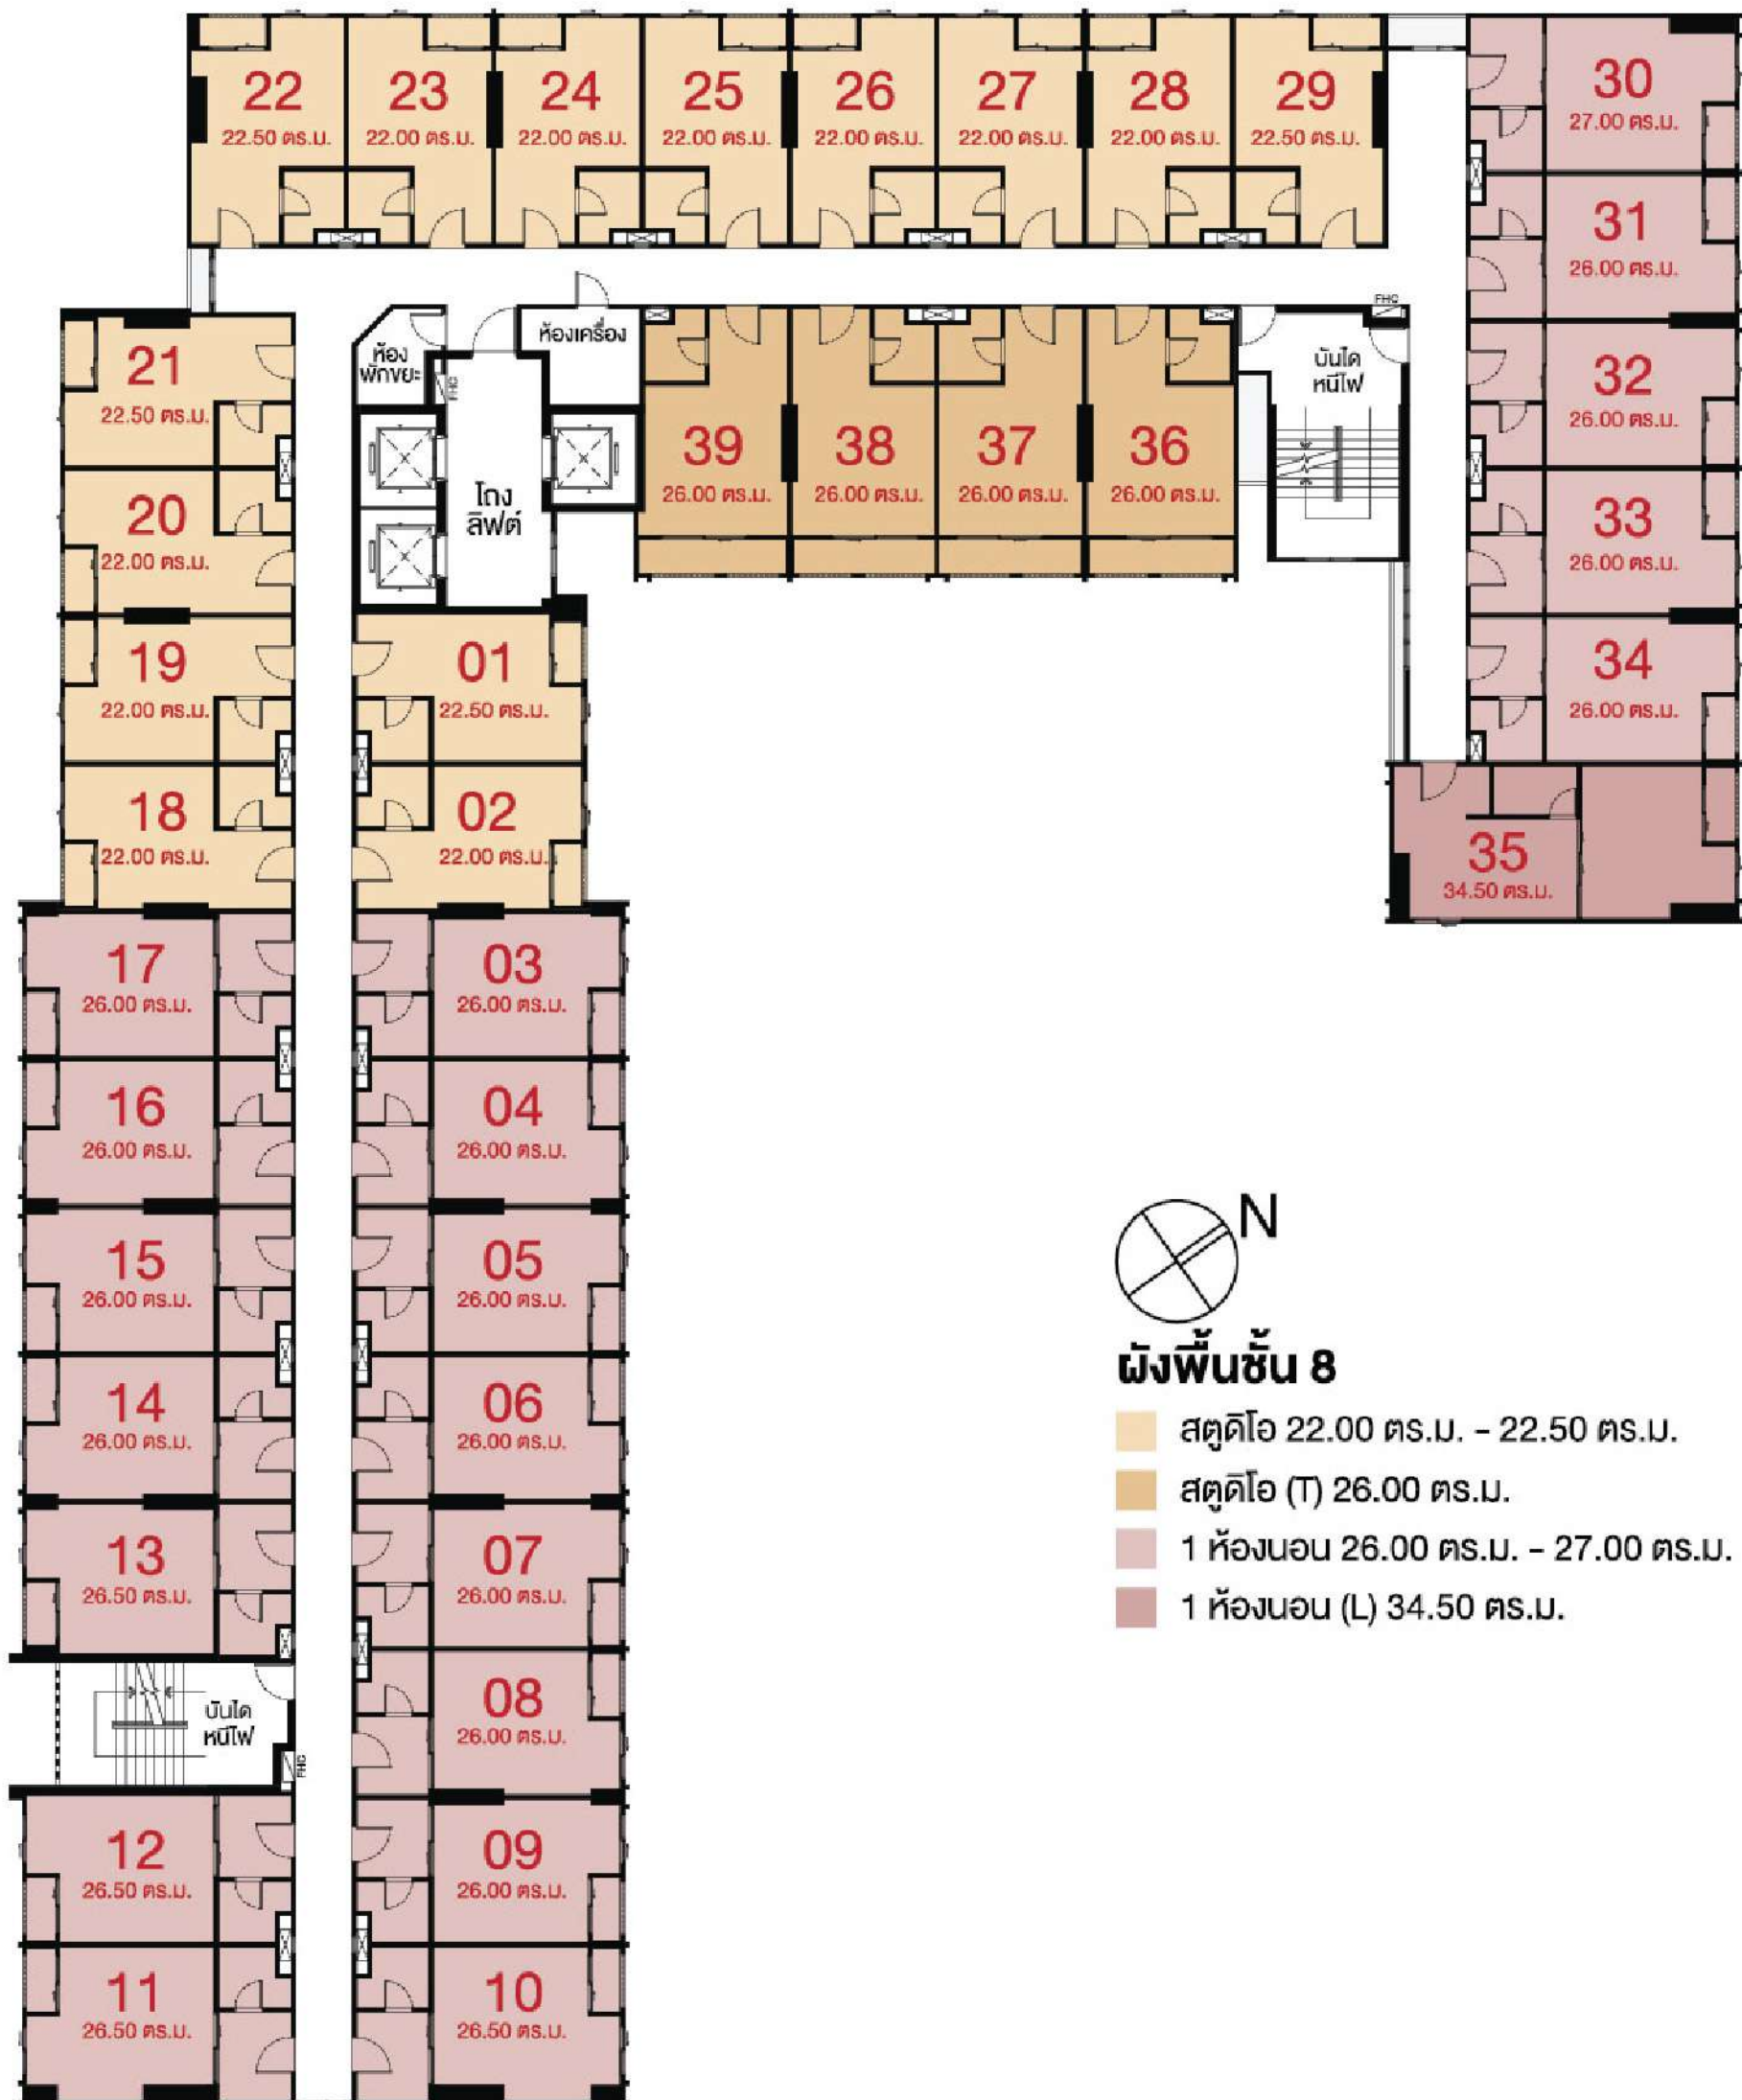 22
22.50 ตร.ม.
23
22.00 ตร.ม.
24
22.00 ตร.ม.
25
22.00 ตร.ม.
26
22.00 ตร.ม.
27
22.00 ตร.ม.
28
22.00 ตร.ม.
29
22.50 ตร.ม.
30
27.00 ตร.ม.
31
26.00 ตร.ม.
32
26.00 ตร.ม.
33
26.00 ตร.ม.
34
26.00 ตร.ม.
35
34.50 ตร.ม.
FHC
บันได
หนีไฟ
36
26.00 ตร.ม.
37
26.00 ตร.ม.
38
26.00 ตร.ม.
39
26.00 ตร.ม.
ห้องเครื่อง
ห้อง
พักขยะ
FHC
โถง
ลิฟต์
21
22.50 ตร.ม.
20
22.00 ตร.ม.
19
22.00 ตร.ม.
18
22.00 ตร.ม.
01
22.50 ตร.ม.
02
22.00 ตร.ม.
17
26.00 ตร.ม.
03
26.00 ตร.ม.
16
26.00 ตร.ม.
04
26.00 ตร.ม.
15
26.00 ตร.ม.
05
26.00 ตร.ม.
14
26.00 ตร.ม.
06
26.00 ตร.ม.
13
26.50 ตร.ม.
07
26.00 ตร.ม.
บันได
หนีไฟ
FHC
08
26.00 ตร.ม.
12
26.50 ตร.ม.
09
26.00 ตร.ม.
11
26.50 ตร.ม.
10
26.50 ตร.ม.
N
ผังพื้นชั้น 8
สตูดิโอ 22.00 ตร.ม. - 22.50 ตร.ม.
สตูดิโอ (T) 26.00 ตร.ม.
1 ห้องนอน 26.00 ตร.ม. - 27.00 ตร.ม.
1 ห้องนอน (L) 34.50 ตร.ม.